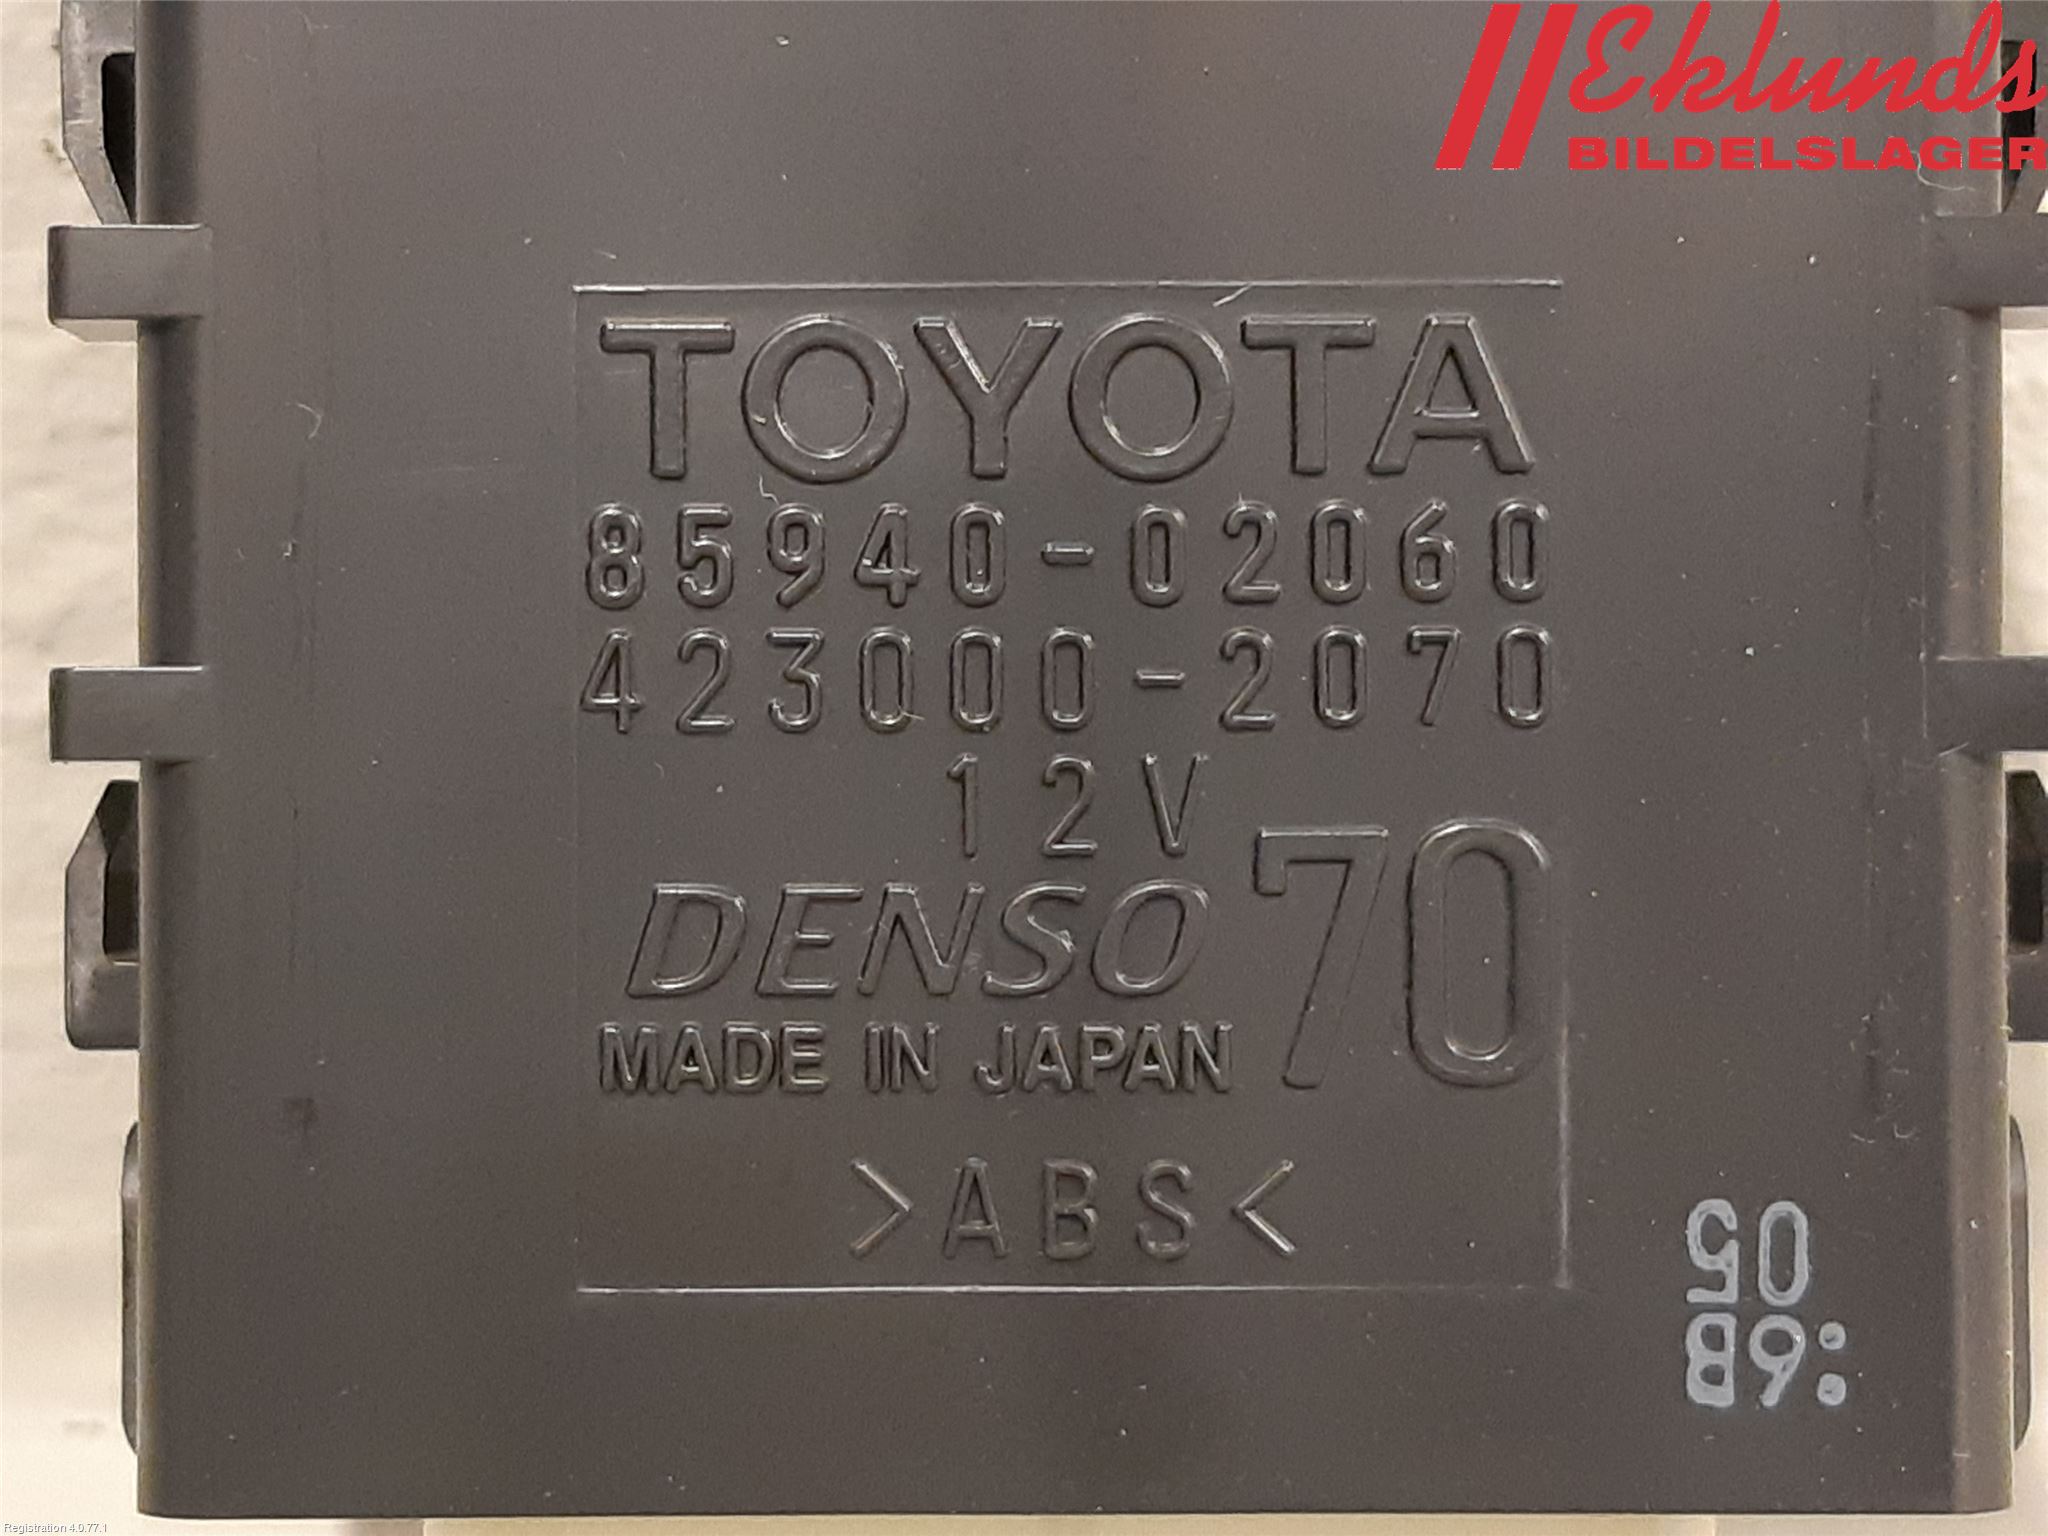 Eklunds
BILDELSLAGER
TOYOTA
85940-02060
423000-2070
12V
DENSO 70
MADE IN JAPAN
>ABS<
:6B
05
Registration 4.0.77.1